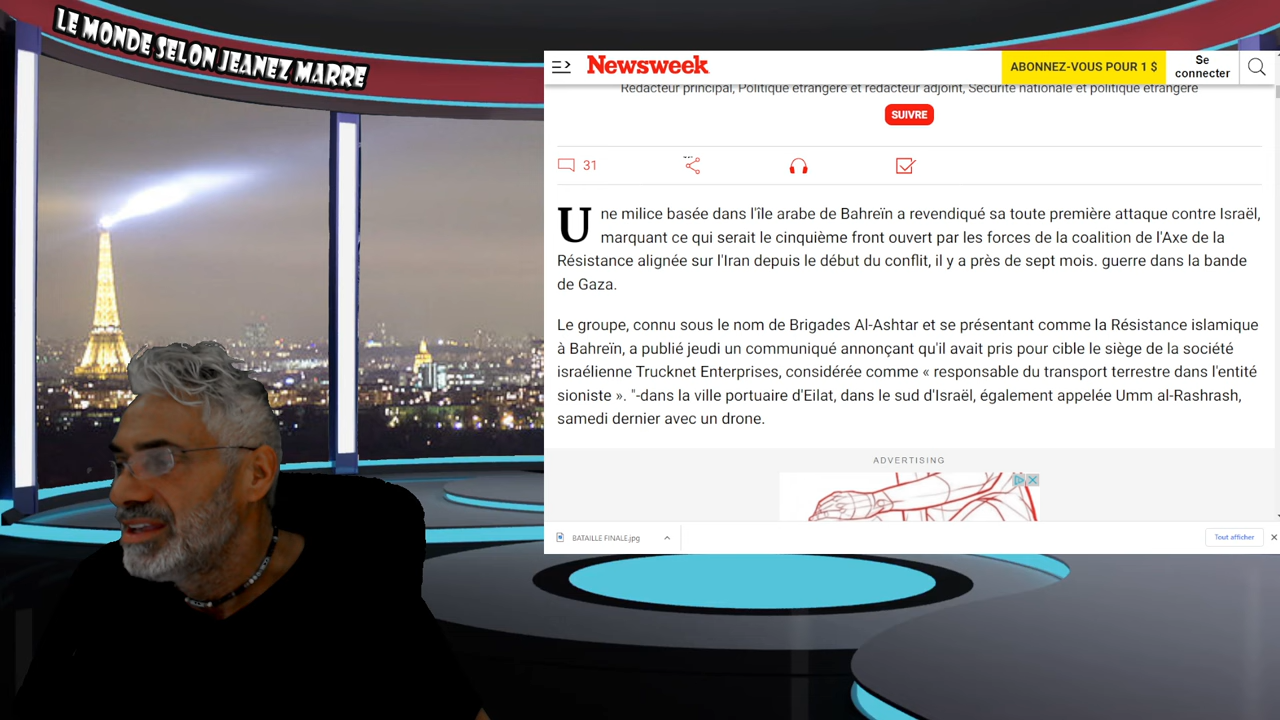 LE MONDE SELON JEANEZ MARRE
Newsweek
ABONNEZ-VOUS POUR 1 $
Se
connecter
Rédacteur principal, Politique étrangère et rédacteur adjoint, Sécurité nationale et politique étrangère
SUIVRE
31
Une milice basée dans l'île arabe de Bahreïn a revendiqué sa toute première attaque contre Israël,
marquant ce qui serait le cinquième front ouvert par les forces de la coalition de l'Axe de la
Résistance alignée sur l'Iran depuis le début du conflit, il y a près de sept mois. guerre dans la bande
de Gaza.
Le groupe, connu sous le nom de Brigades Al-Ashtar et se présentant comme la Résistance islamique
à Bahreïn, a publié jeudi un communiqué annonçant qu'il avait pris pour cible le siège de la société
israélienne Trucknet Enterprises, considérée comme « responsable du transport terrestre dans l'entité
sioniste ». "-dans la ville portuaire d'Eilat, dans le sud d'Israël, également appelée Umm al-Rashrash,
samedi dernier avec un drone.
ADVERTISING
BATAILLE FINALE.jpg
Tout afficher